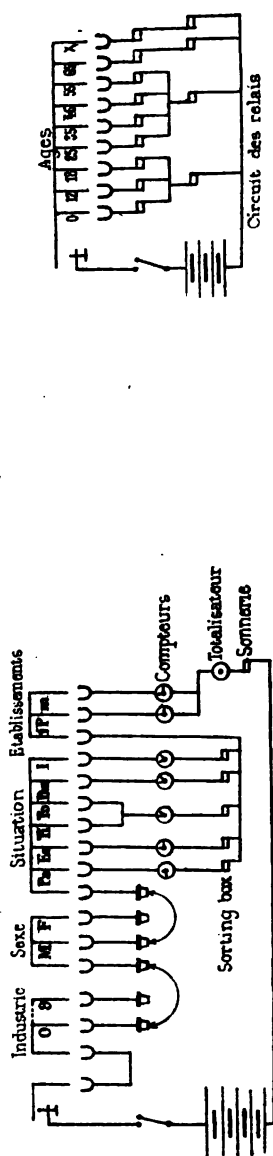 Industrie Sexe Situation Etablissements
O 8 M F I
Compteurs
Totalisateur
Sonnerie
Sorting box
Ages
0 12 18 25 35 45 55 65 X
Circuit des relais